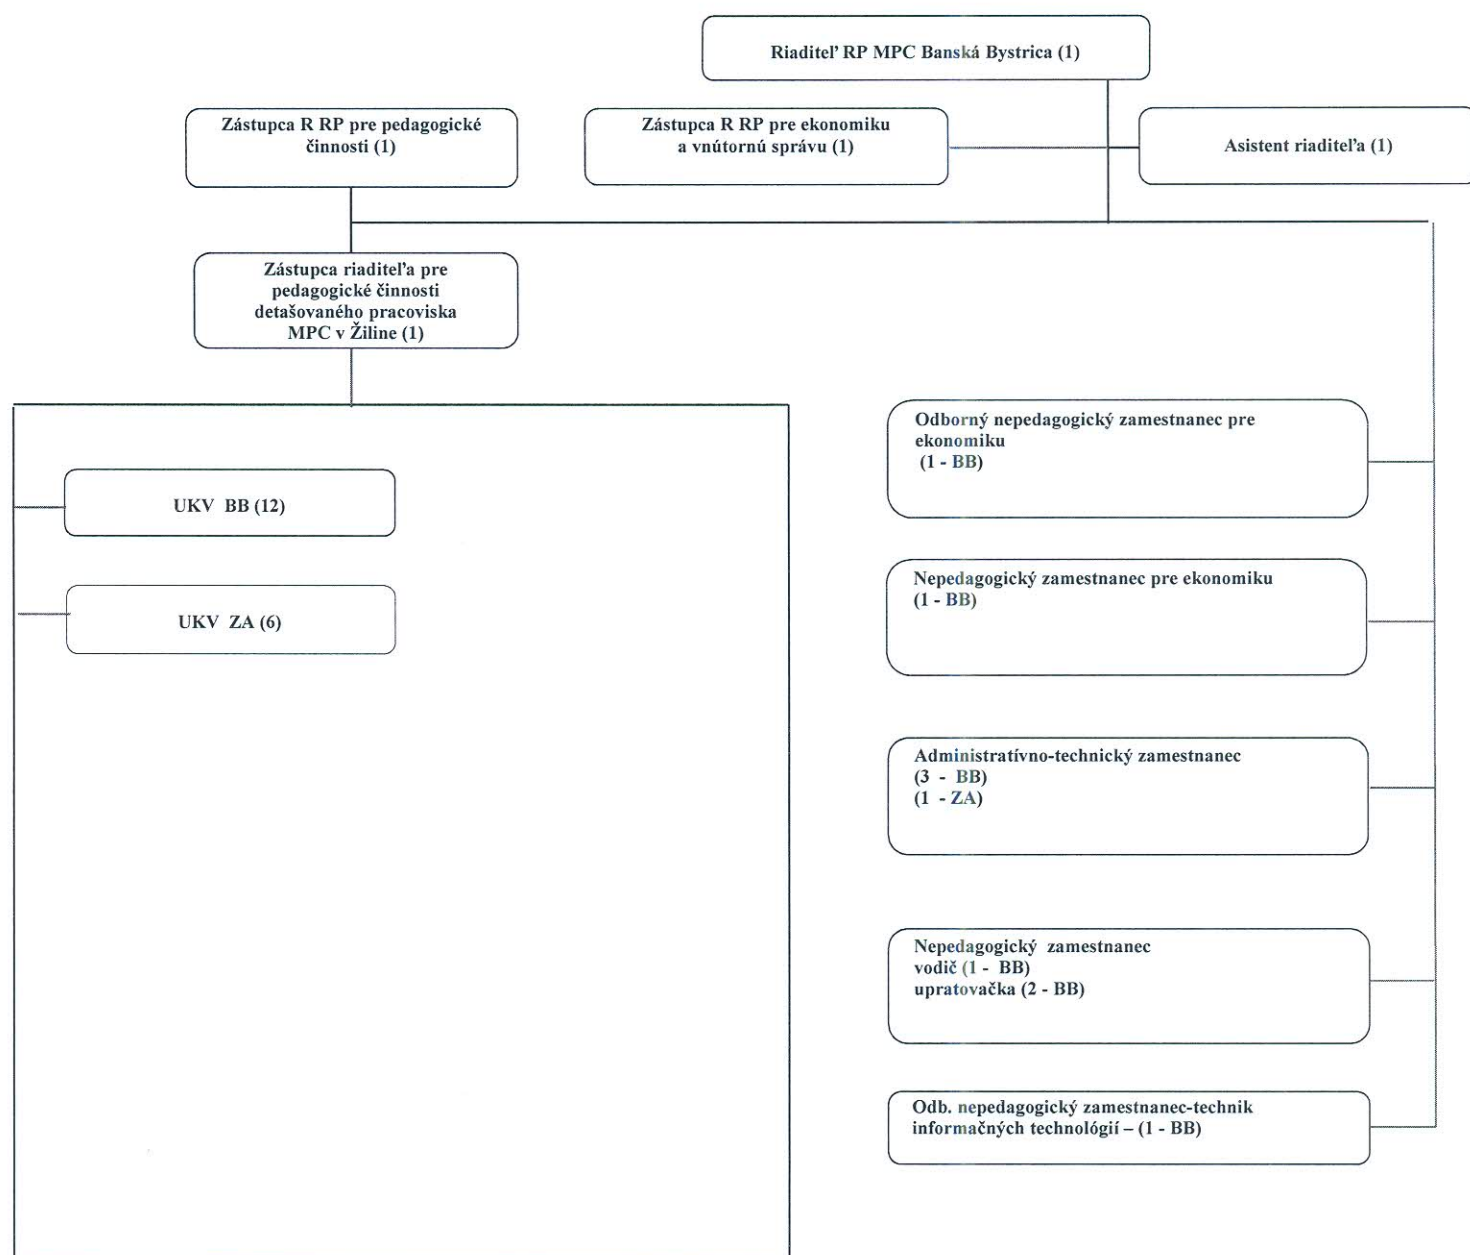 Riaditeľ RP MPC Banská Bystrica (1)
Zástupca R RP pre pedagogické
činnosti (1)
Zástupca R RP pre ekonomiku
a vnútornú správu (1)
Asistent riaditeľa (1)
Zástupca riaditeľa pre
pedagogické činnosti
detašovaného pracoviska
MPC v Žiline (1)
UKV BB (12)
UKV ZA (6)
Odborný nepedagogický zamestnanec pre
ekonomiku
(1 - BB)
Nepedagogický zamestnanec pre ekonomiku
(1 - BB)
Administratívno-technický zamestnanec
(3 - BB)
(1 - ZA)
Nepedagogický zamestnanec
vodič (1 - BB)
upratovačka (2 - BB)
Odb. nepedagogický zamestnanec-technik
informačných technológií – (1 - BB)